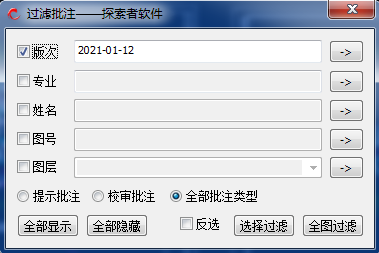 过滤批注——探索者软件
版次 2021-01-12 ->
专业 ->
姓名 ->
图号 ->
图层 ->
提示批注 校审批注 全部批注类型
全部显示 全部隐藏 反选 选择过滤 全图过滤